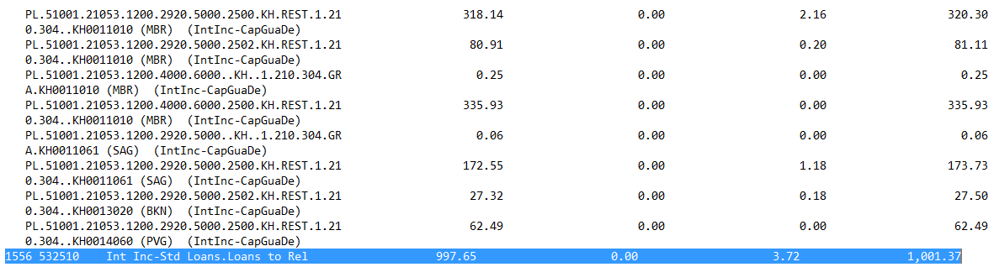 PL.51001.21053.1200.2920.5000.2500.KH.REST.1.21 318.14 0.00 2.16 320.30
0.304..KH0011010 (MBR) (IntInc-CapGuaDe)
PL.51001.21053.1200.2920.5000.2502.KH.REST.1.21 80.91 0.00 0.20 81.11
0.304..KH0011010 (MBR) (IntInc-CapGuaDe)
PL.51001.21053.1200.4000.6000..KH..1.210.304.GR 0.25 0.00 0.00 0.25
A.KH0011010 (MBR) (IntInc-CapGuaDe)
PL.51001.21053.1200.4000.6000.2500.KH.REST.1.21 335.93 0.00 0.00 335.93
0.304..KH0011010 (MBR) (IntInc-CapGuaDe)
PL.51001.21053.1200.2920.5000..KH..1.210.304.GR 0.06 0.00 0.00 0.06
A.KH0011061 (SAG) (IntInc-CapGuaDe)
PL.51001.21053.1200.2920.5000.2500.KH.REST.1.21 172.55 0.00 1.18 173.73
0.304..KH0011061 (SAG) (IntInc-CapGuaDe)
PL.51001.21053.1200.2920.5000.2502.KH.REST.1.21 27.32 0.00 0.18 27.50
0.304..KH0013020 (BKN) (IntInc-CapGuaDe)
PL.51001.21053.1200.2920.5000.2500.KH.REST.1.21 62.49 0.00 0.00 62.49
0.304..KH0014060 (PVG) (IntInc-CapGuaDe)
1556 532510 Int Inc-Std Loans.Loans to Rel 997.65 0.00 3.72 1,001.37